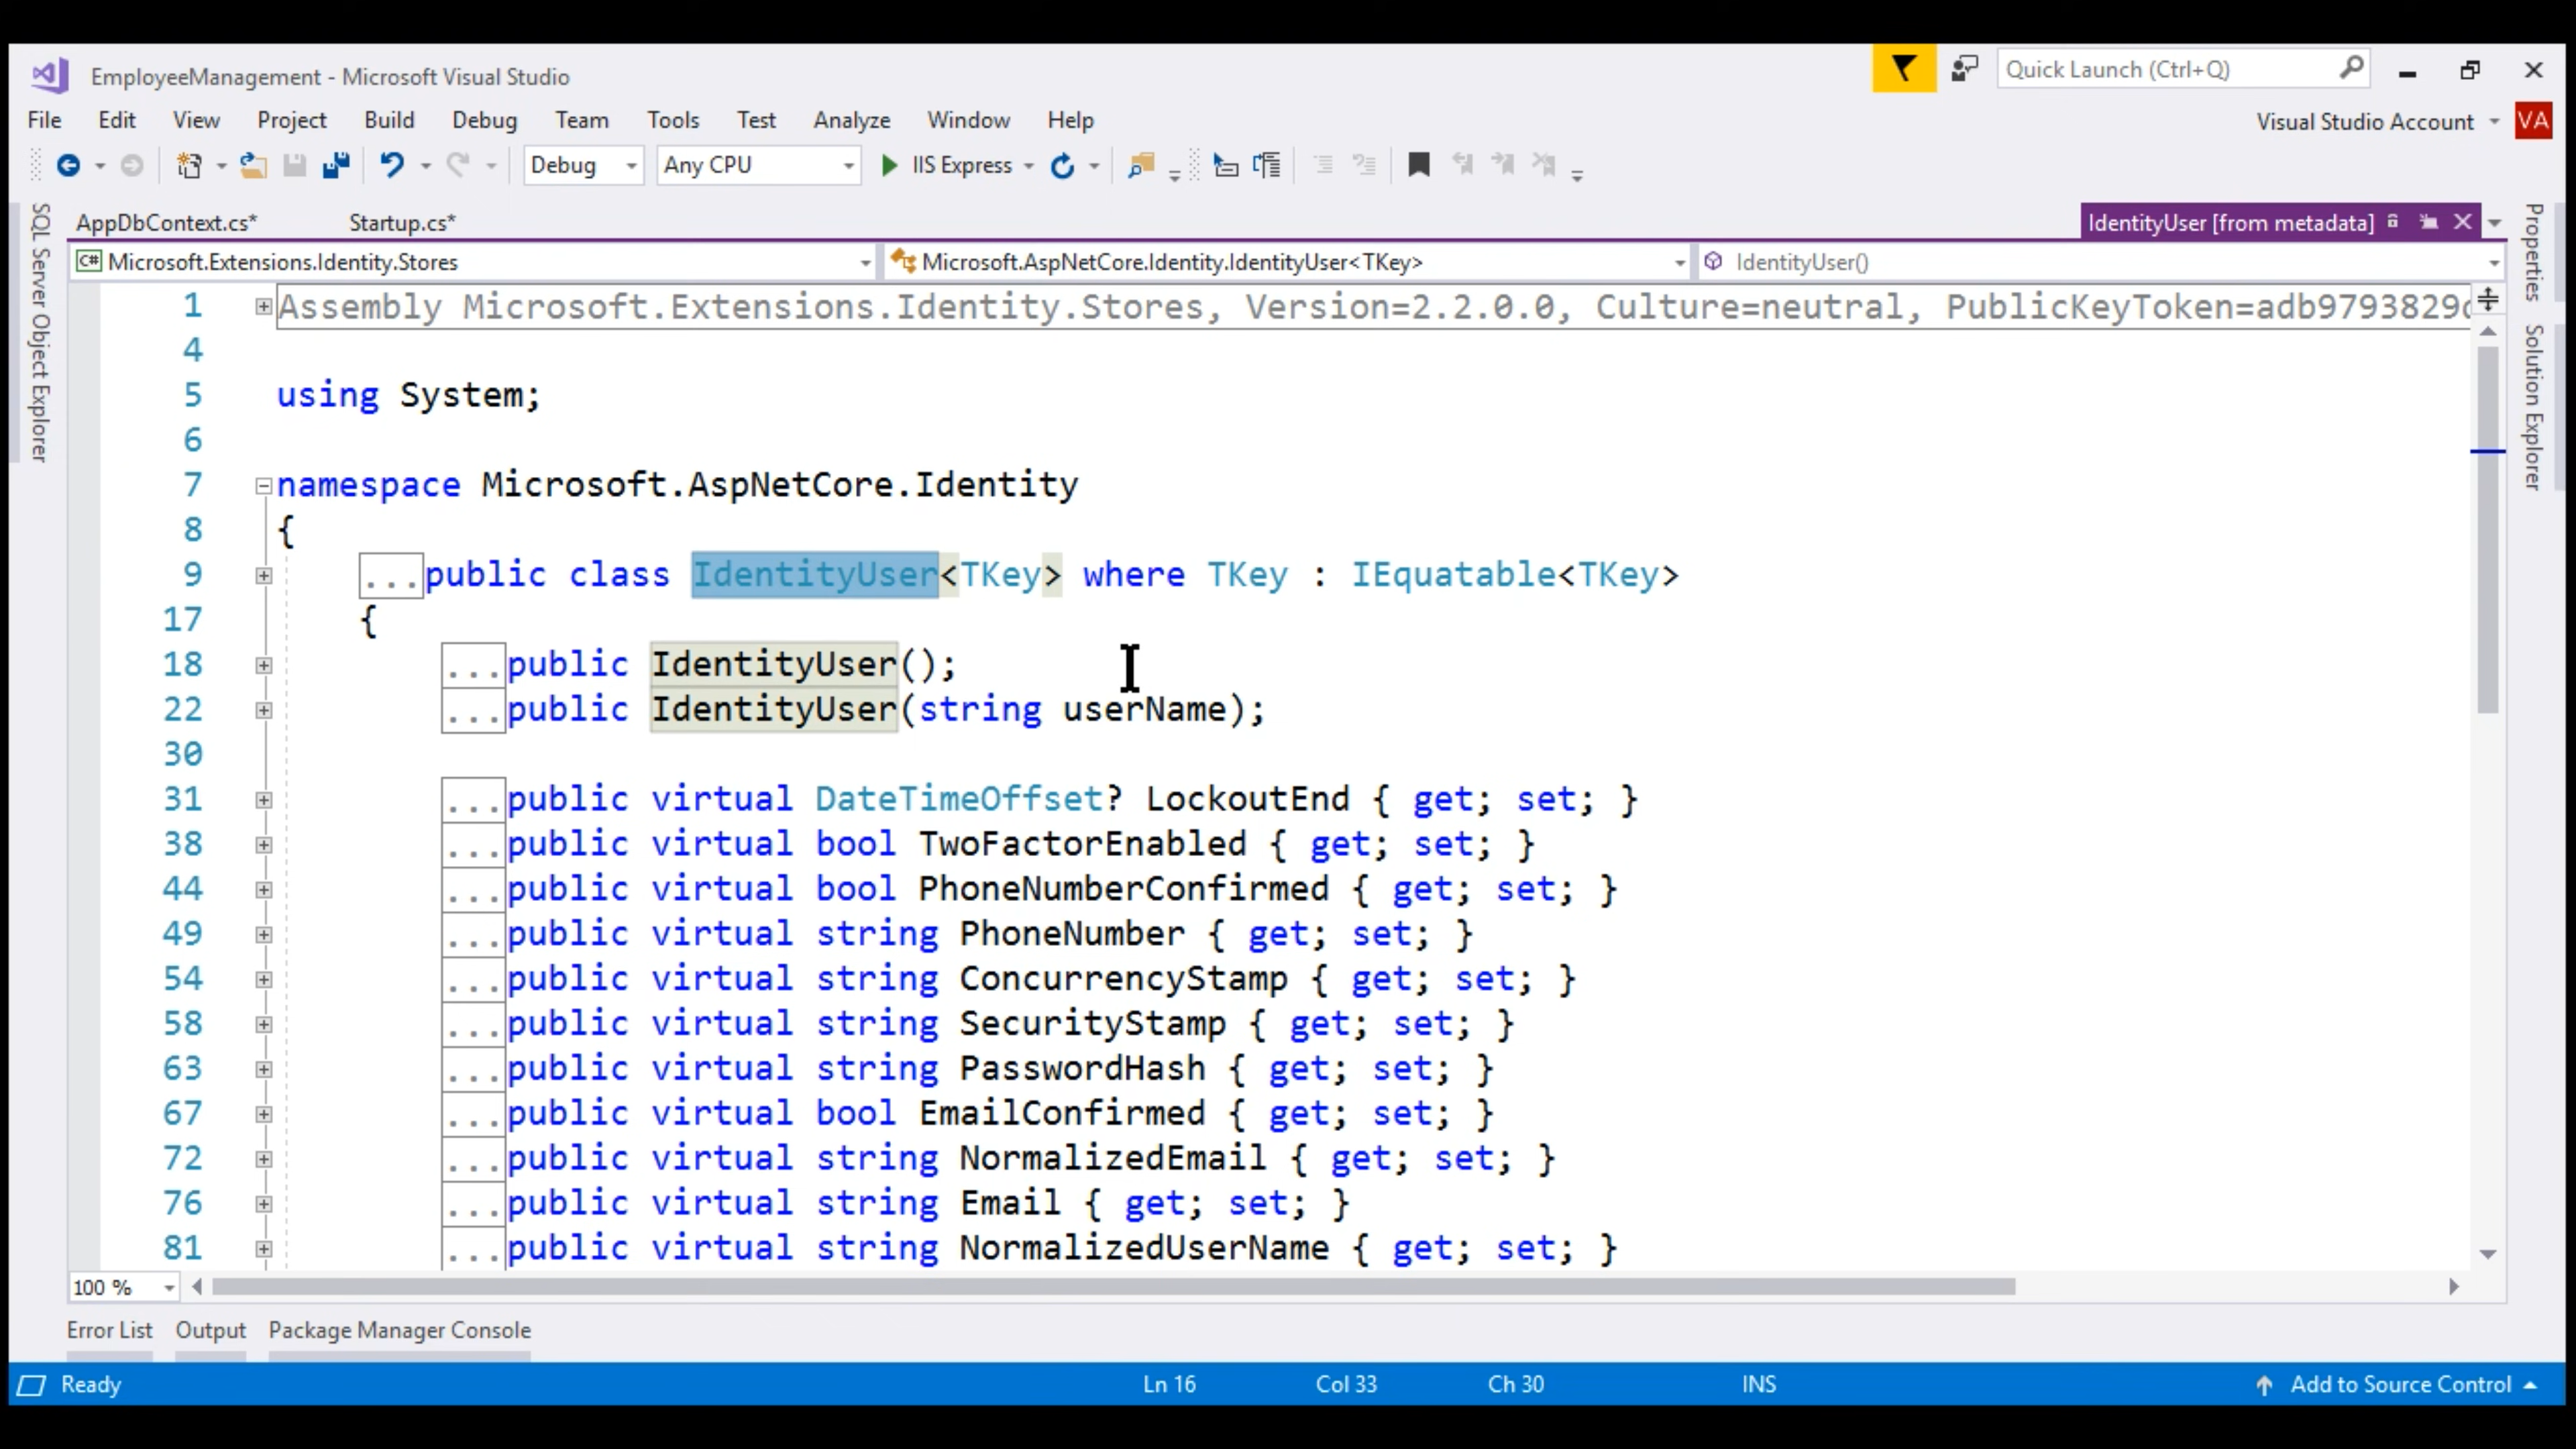 EmployeeManagement - Microsoft Visual Studio
Quick Launch (Ctrl+Q)
File Edit View Project Build Debug Team Tools Test Analyze Window Help
Visual Studio Account VA
Debug Any CPU IIS Express
AppDbContext.cs* Startup.cs* IdentityUser [from metadata]
C# Microsoft.Extensions.Identity.Stores Microsoft.AspNetCore.Identity.IdentityUser<TKey> IdentityUser()
SQL Server Object Explorer
Properties
Solution Explorer
1 Assembly Microsoft.Extensions.Identity.Stores, Version=2.2.0.0, Culture=neutral, PublicKeyToken=adb9793829d
4
5 using System;
6
7 namespace Microsoft.AspNetCore.Identity
8 {
9 ...public class IdentityUser<TKey> where TKey : IEquatable<TKey>
17 {
18 ...public IdentityUser();
22 ...public IdentityUser(string userName);
30
31 ...public virtual DateTimeOffset? LockoutEnd { get; set; }
38 ...public virtual bool TwoFactorEnabled { get; set; }
44 ...public virtual bool PhoneNumberConfirmed { get; set; }
49 ...public virtual string PhoneNumber { get; set; }
54 ...public virtual string ConcurrencyStamp { get; set; }
58 ...public virtual string SecurityStamp { get; set; }
63 ...public virtual string PasswordHash { get; set; }
67 ...public virtual bool EmailConfirmed { get; set; }
72 ...public virtual string NormalizedEmail { get; set; }
76 ...public virtual string Email { get; set; }
81 ...public virtual string NormalizedUserName { get; set; }
100 %
Error List Output Package Manager Console
Ready Ln 16 Col 33 Ch 30 INS Add to Source Control